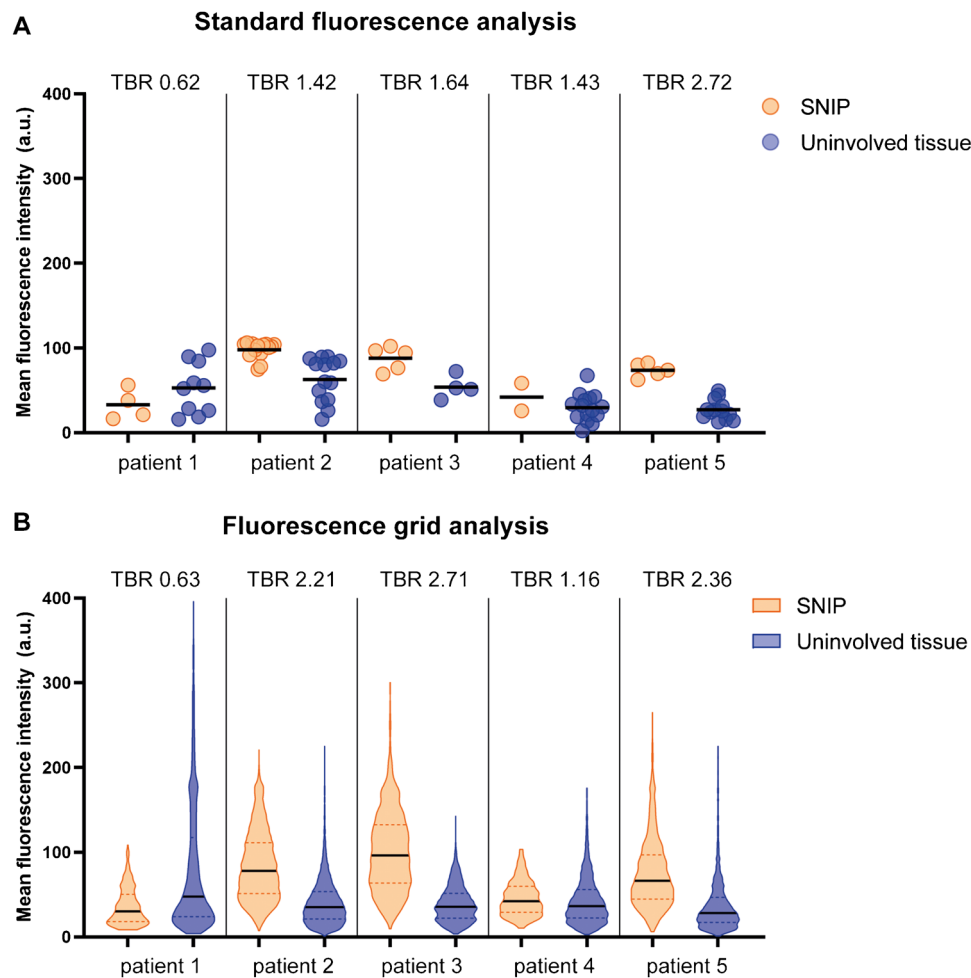 A
Standard fluorescence analysis
TBR 0.62 TBR 1.42 TBR 1.64 TBR 1.43 TBR 2.72
Mean fluorescence intensity (a.u.)
400
300
200
100
0
SNIP
Uninvolved tissue
patient 1 patient 2 patient 3 patient 4 patient 5
B
Fluorescence grid analysis
TBR 0.63 TBR 2.21 TBR 2.71 TBR 1.16 TBR 2.36
Mean fluorescence intensity (a.u.)
400
300
200
100
0
SNIP
Uninvolved tissue
patient 1 patient 2 patient 3 patient 4 patient 5